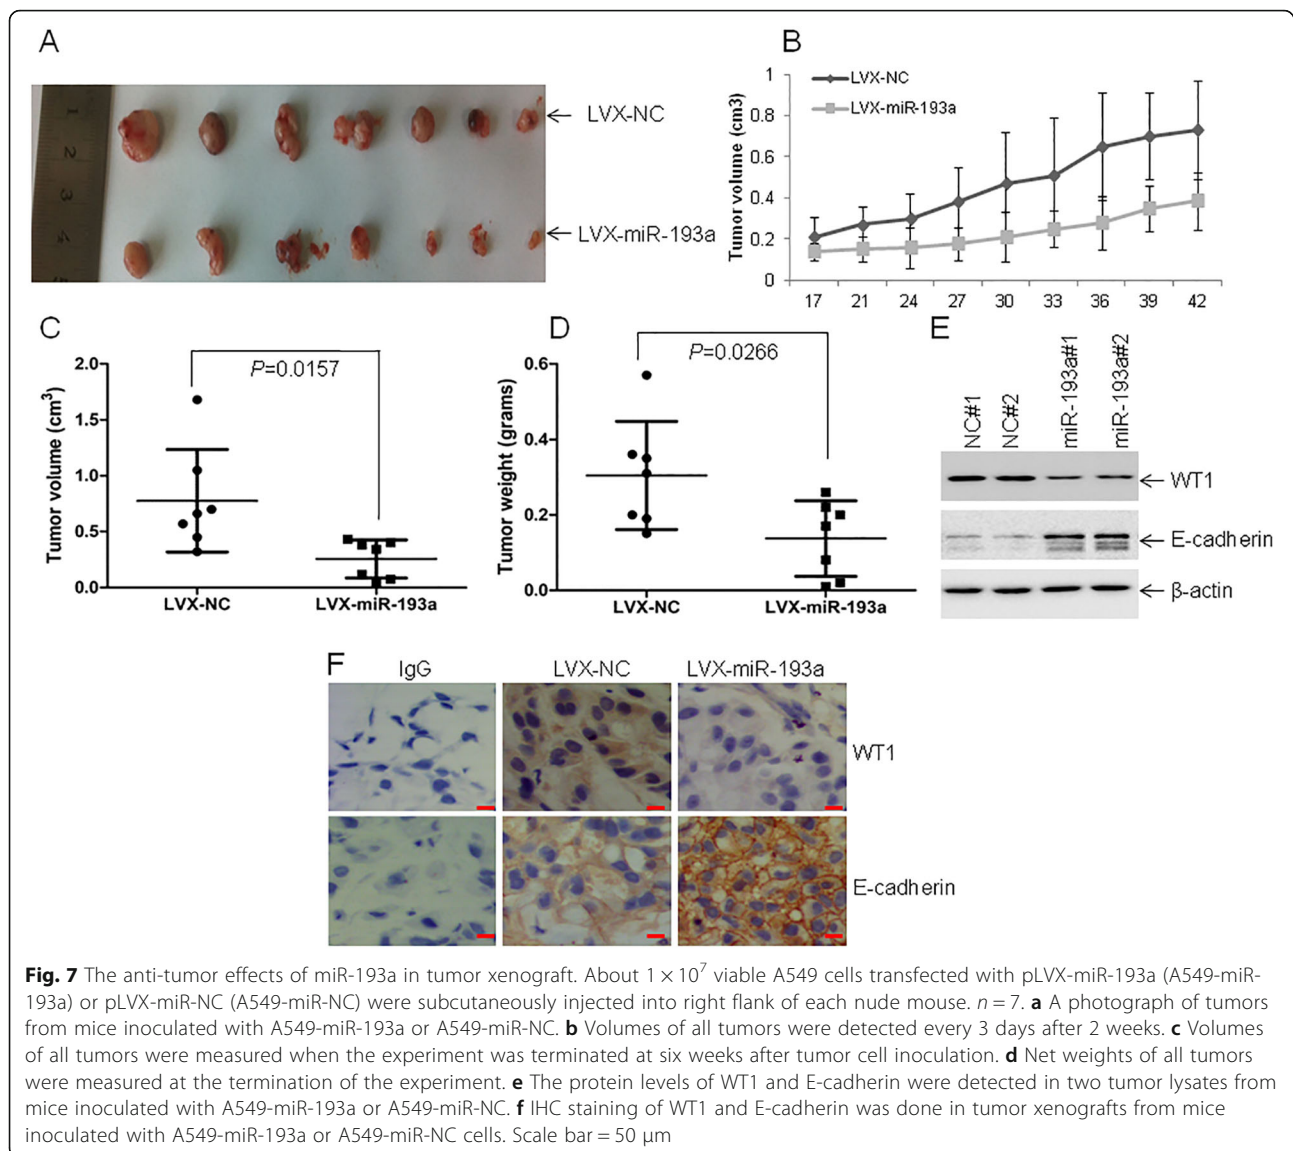 A
1
2
3
4
5
LVX-NC
LVX-miR-193a
B
Tumor volume (cm3)
1
0.8
0.6
0.4
0.2
0
LVX-NC
LVX-miR-193a
17 21 24 27 30 33 36 39 42
C
Tumor volume (cm³)
2.0
1.5
1.0
0.5
0.0
P=0.0157
LVX-NC LVX-miR-193a
D
Tumor weight (grams)
0.6
0.4
0.2
0.0
P=0.0266
LVX-NC LVX-miR-193a
E
NC#1
NC#2
miR-193a#1
miR-193a#2
WT1
E-cadherin
β-actin
F
IgG LVX-NC LVX-miR-193a
WT1
E-cadherin
Fig. 7 The anti-tumor effects of miR-193a in tumor xenograft. About 1 × 10⁷ viable A549 cells transfected with pLVX-miR-193a (A549-miR-
193a) or pLVX-miR-NC (A549-miR-NC) were subcutaneously injected into right flank of each nude mouse. n = 7. a A photograph of tumors
from mice inoculated with A549-miR-193a or A549-miR-NC. b Volumes of all tumors were detected every 3 days after 2 weeks. c Volumes
of all tumors were measured when the experiment was terminated at six weeks after tumor cell inoculation. d Net weights of all tumors
were measured at the termination of the experiment. e The protein levels of WT1 and E-cadherin were detected in two tumor lysates from
mice inoculated with A549-miR-193a or A549-miR-NC. f IHC staining of WT1 and E-cadherin was done in tumor xenografts from mice
inoculated with A549-miR-193a or A549-miR-NC cells. Scale bar = 50 μm